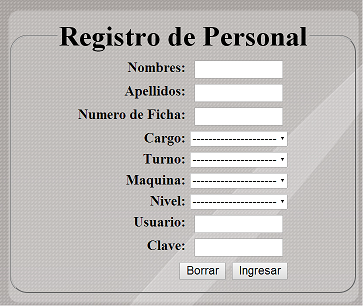 Registro de Personal
Nombres:
Apellidos:
Numero de Ficha:
Cargo: ---------------------
Turno: ---------------------
Maquina: ---------------------
Nivel: ---------------------
Usuario:
Clave:
Borrar Ingresar